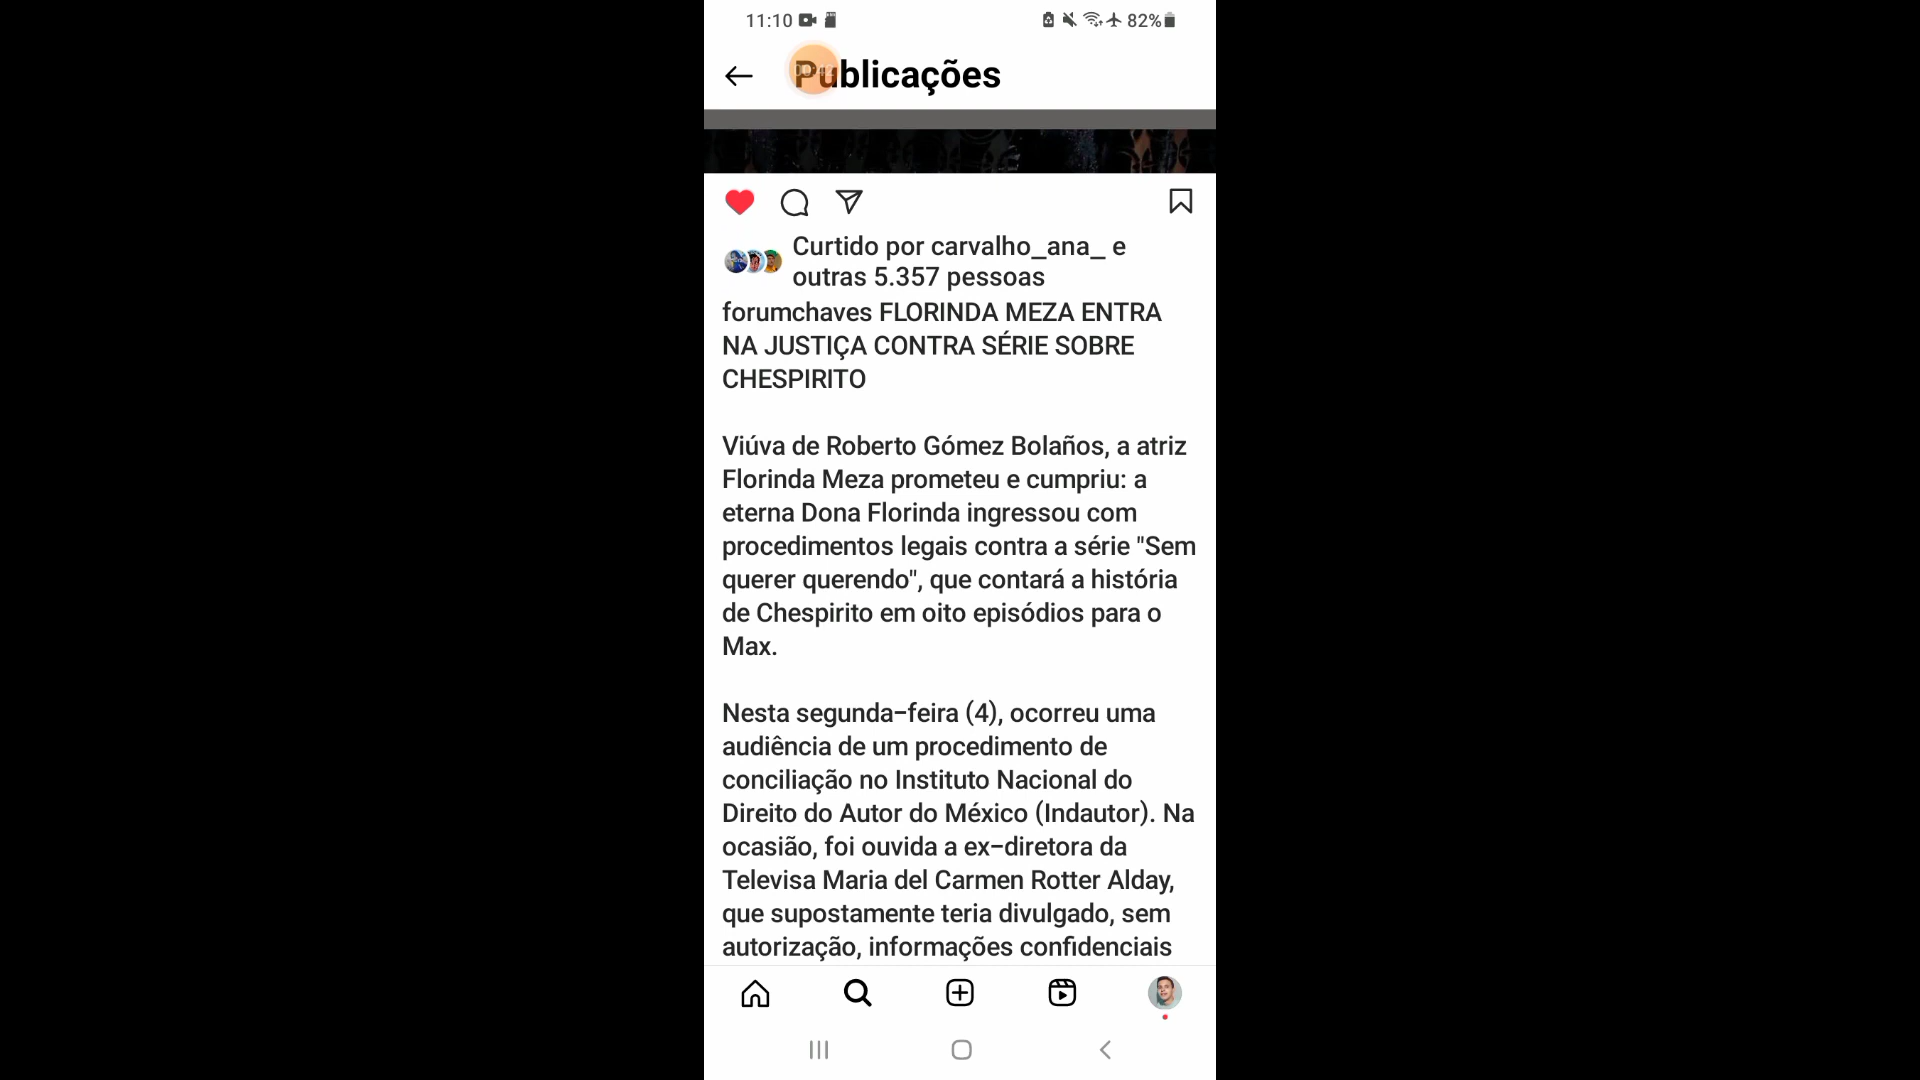 11:10
82%
Publicações
Curtido por carvalho_ana_ e
outras 5.357 pessoas
forumchaves FLORINDA MEZA ENTRA
NA JUSTIÇA CONTRA SÉRIE SOBRE
CHESPIRITO
Viúva de Roberto Gómez Bolaños, a atriz
Florinda Meza prometeu e cumpriu: a
eterna Dona Florinda ingressou com
procedimentos legais contra a série "Sem
querer querendo", que contará a história
de Chespirito em oito episódios para o
Max.
Nesta segunda-feira (4), ocorreu uma
audiência de um procedimento de
conciliação no Instituto Nacional do
Direito do Autor do México (Indautor). Na
ocasião, foi ouvida a ex-diretora da
Televisa Maria del Carmen Rotter Alday,
que supostamente teria divulgado, sem
autorização, informações confidenciais